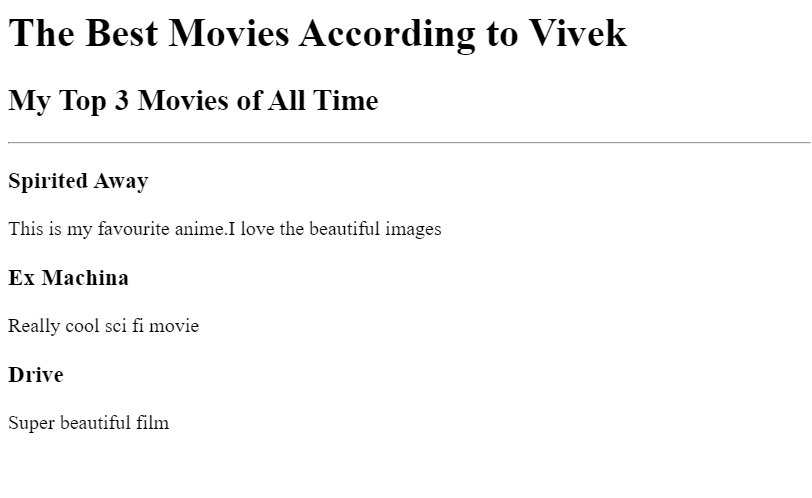 The Best Movies According to Vivek
My Top 3 Movies of All Time
Spirited Away
This is my favourite anime.I love the beautiful images
Ex Machina
Really cool sci fi movie
Drive
Super beautiful film